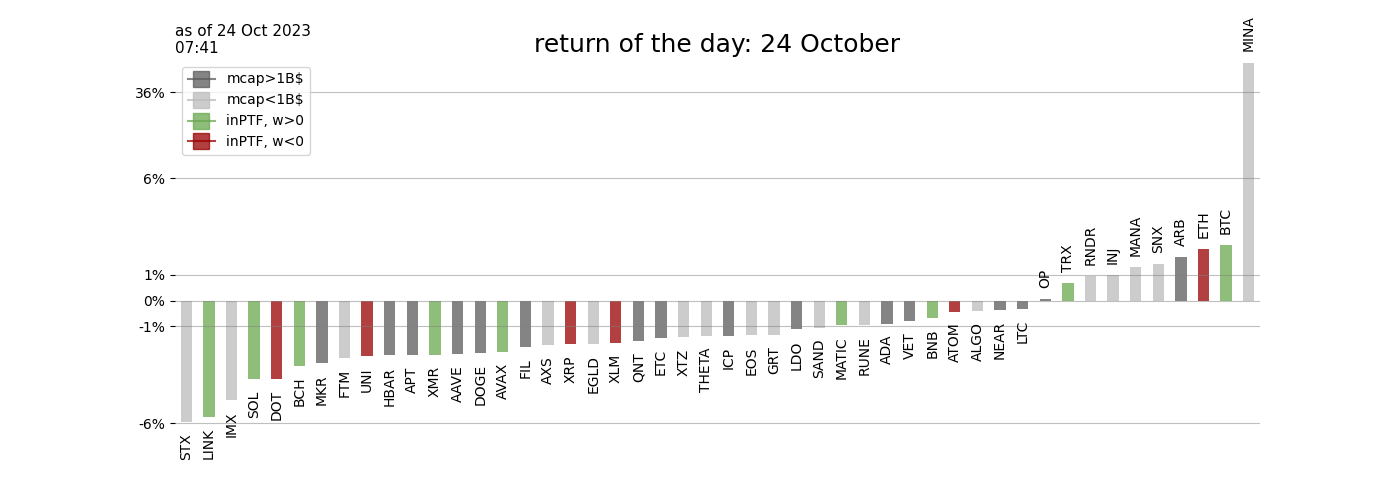 as of 24 Oct 2023
07:41
return of the day: 24 October
mcap>1B$
mcap<1B$
inPTF, w>0
inPTF, w<0
36%
6%
1%
0%
-1%
-6%
STX
LINK
IMX
SOL
DOT
BCH
MKR
FTM
UNI
HBAR
APT
XMR
AAVE
DOGE
AVAX
FIL
AXS
XRP
EGLD
XLM
QNT
ETC
XTZ
THETA
ICP
EOS
GRT
LDO
SAND
MATIC
RUNE
ADA
VET
BNB
ATOM
ALGO
NEAR
LTC
OP
TRX
RNDR
INJ
MANA
SNX
ARB
ETH
BTC
MINA